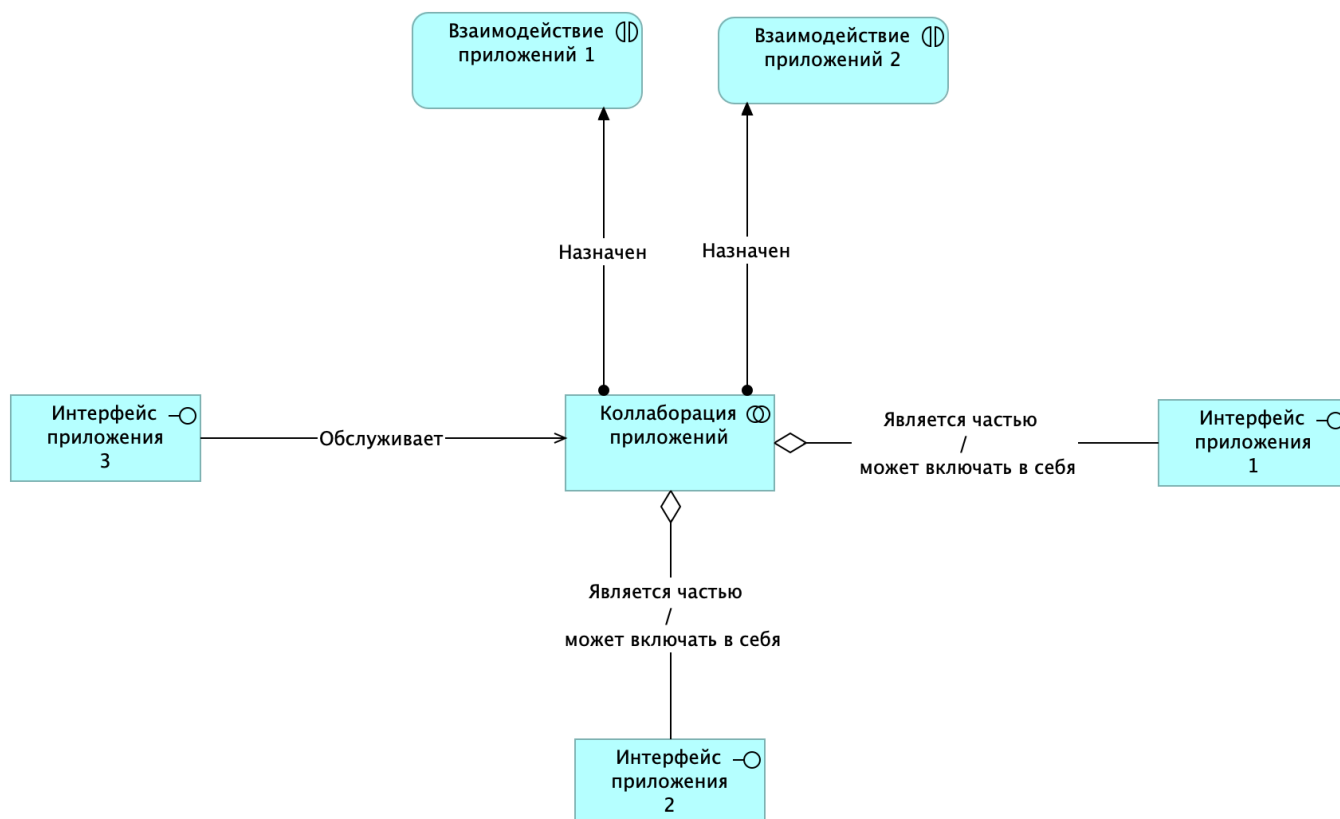 Взаимодействие
приложений 1
Взаимодействие
приложений 2
Назначен
Назначен
Интерфейс
приложения
3
Обслуживает
Коллаборация
приложений
Является частью
/
может включать в себя
Интерфейс
приложения
1
Является частью
/
может включать в себя
Интерфейс
приложения
2